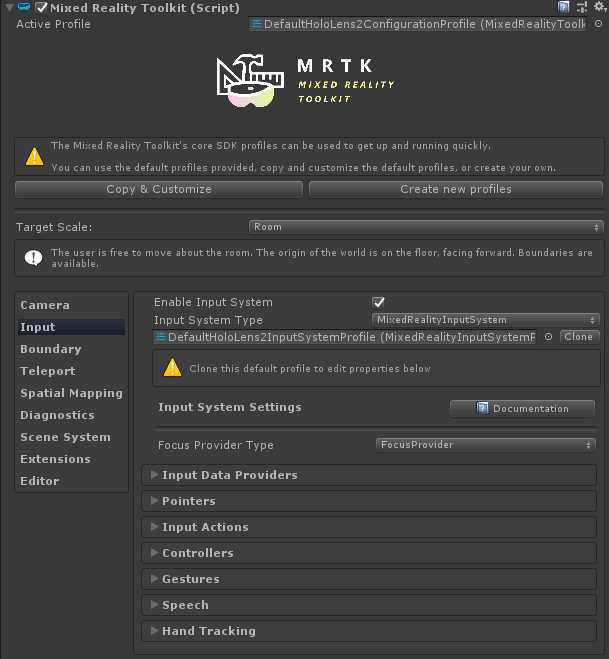 Mixed Reality Toolkit (Script)
Active Profile
DefaultHoloLens2ConfigurationProfile (MixedRealityToolk
MRTK
MIXED REALITY
TOOLKIT
The Mixed Reality Toolkit's core SDK profiles can be used to get up and running quickly.
You can use the default profiles provided, copy and customize the default profiles, or create your own.
Copy & Customize
Create new profiles
Target Scale:
Room
The user is free to move about the room. The origin of the world is on the floor, facing forward. Boundaries are
available.
Camera
Input
Boundary
Teleport
Spatial Mapping
Diagnostics
Scene System
Extensions
Editor
Enable Input System
Input System Type
MixedRealityInputSystem
DefaultHoloLens2InputSystemProfile (MixedRealityInputSystemP
Clone
Clone this default profile to edit properties below
Input System Settings
Documentation
Focus Provider Type
FocusProvider
Input Data Providers
Pointers
Input Actions
Controllers
Gestures
Speech
Hand Tracking